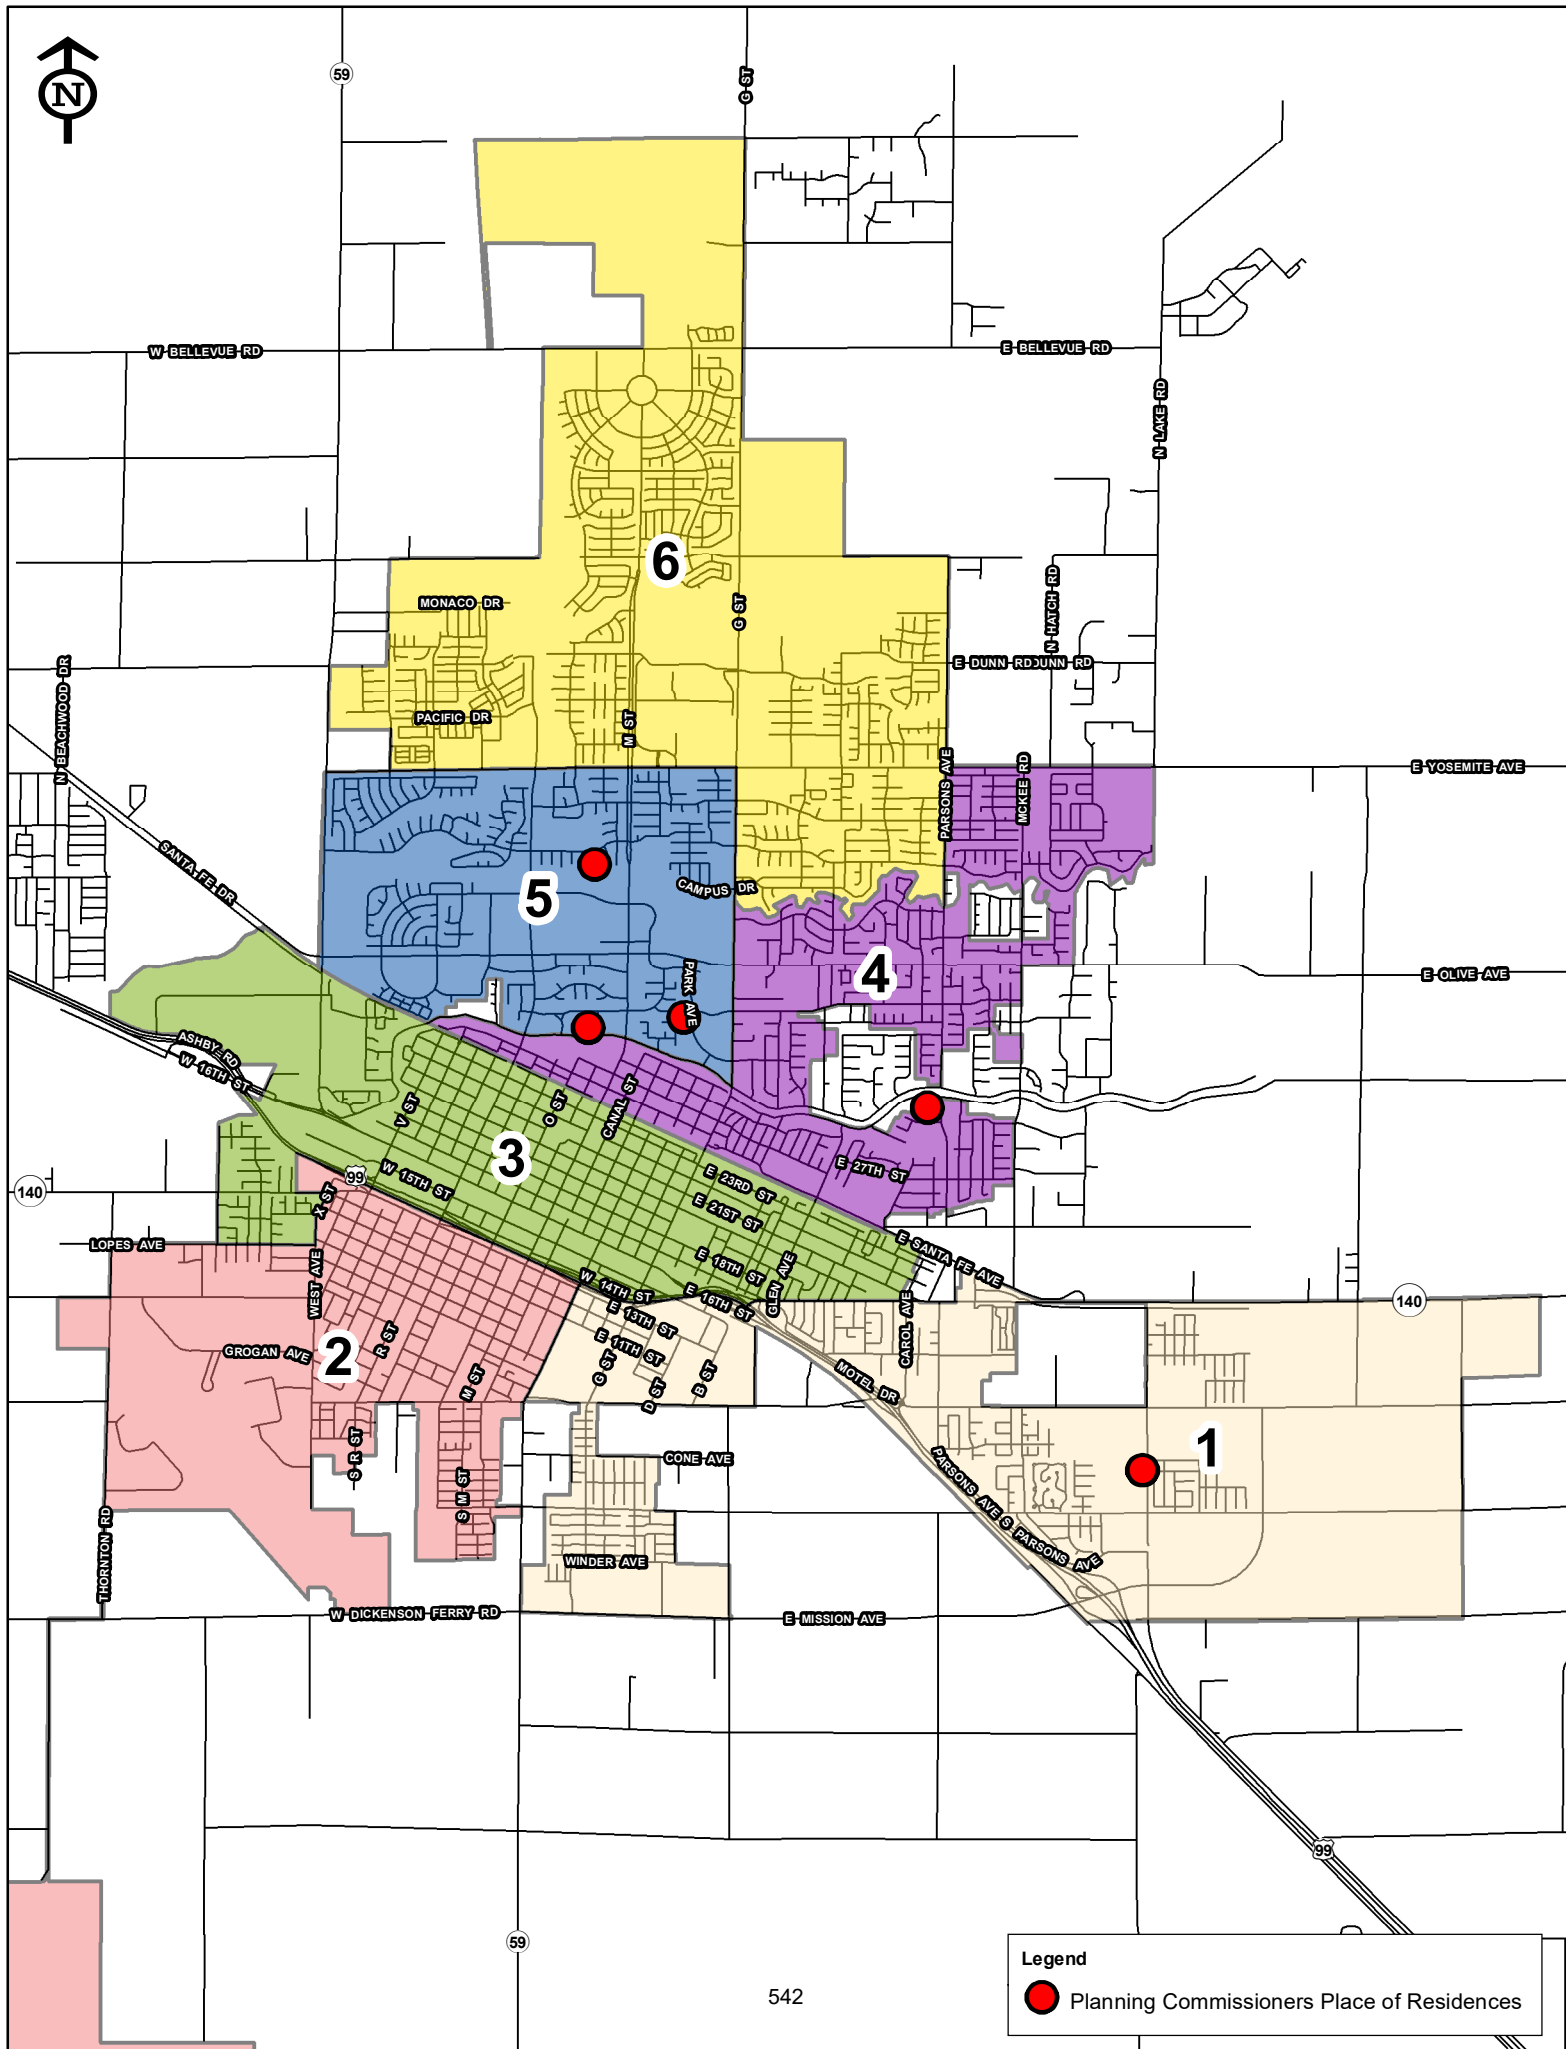 N
59
G ST
W BELLEVUE RD
E BELLEVUE RD
N LAKE RD
6
MONACO DR
G ST
N HATCH RD
E DUNN RD
DUNN RD
N BEACHWOOD DR
PACIFIC DR
M ST
PARSONS AVE
MCKEE RD
E YOSEMITE AVE
SANTA FE DR
5
CAMPUS DR
4
PARK AVE
E OLIVE AVE
ASHBY RD
W 16TH ST
V ST
O ST
CANAL ST
3
E 27TH ST
99
W 15TH ST
E 23RD ST
140
X ST
E 21ST ST
LOPES AVE
E SANTA FE AVE
WEST AVE
E 18TH ST
GLEN AVE
W 14TH ST
E 16TH ST
140
E 13TH ST
CAROL AVE
GROGAN AVE
2
R ST
E 11TH ST
G ST
D ST
B ST
M ST
MOTEL DR
1
S R ST
CONE AVE
PARSONS AVE
S M ST
S PARSONS AVE
THORNTON RD
WINDER AVE
W DICKENSON FERRY RD
E MISSION AVE
99
59
Legend
Planning Commissioners Place of Residences
542